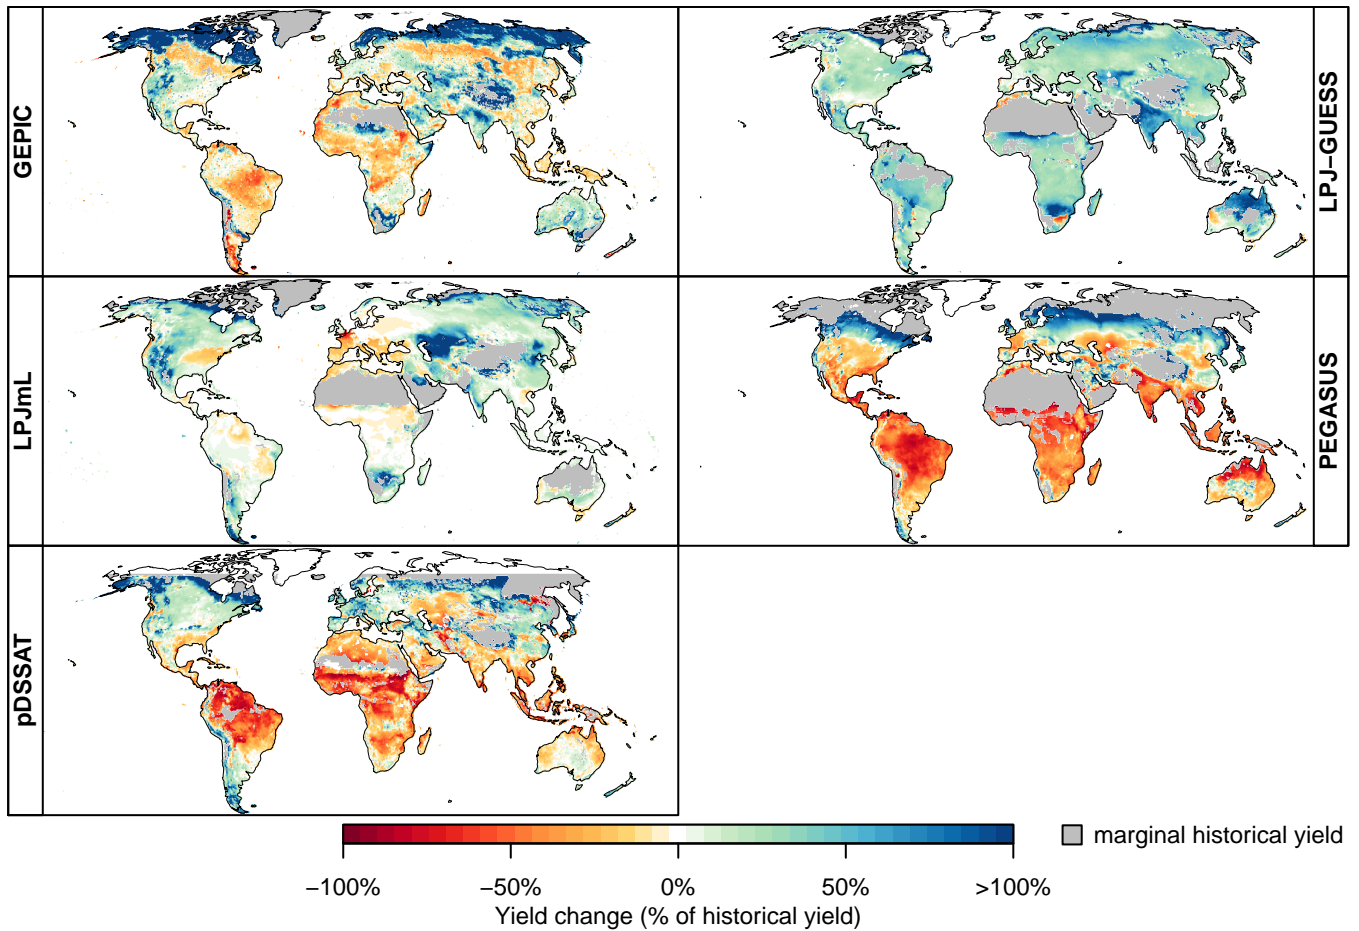 GEPIC
LPJ−GUESS
LPJmL
PEGASUS
pDSSAT
marginal historical yield
−100%
−50%
0%
50%
>100%
Yield change (% of historical yield)